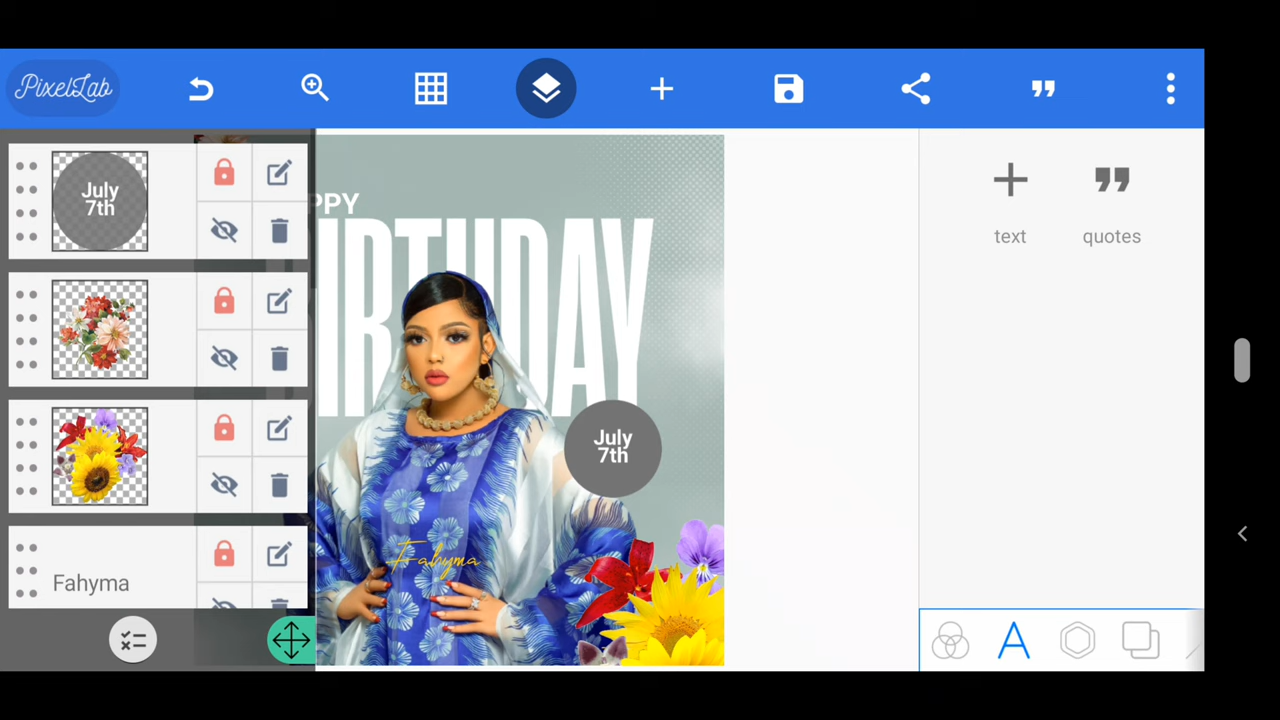 PixelLab
July
7th
PPY
IRTHDAY
July
7th
Fahyma
Fahyma
text
quotes
A